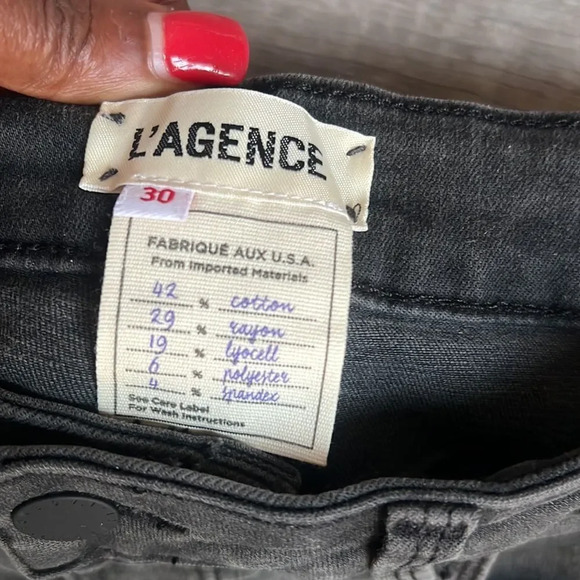 L'AGENCE
30
FABRIQUÉ AUX U.S.A.
From Imported Materials
42 % cotton
29 % rayon
19 % lyocell
6 % polyester
4 % spandex
See Care Label
For Wash Instructions